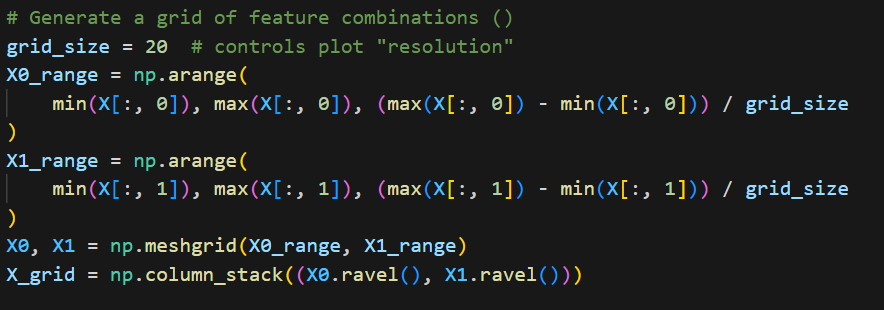 # Generate a grid of feature combinations ()
grid_size = 20  # controls plot "resolution"
X0_range = np.arange(
    min(X[:, 0]), max(X[:, 0]), (max(X[:, 0]) - min(X[:, 0])) / grid_size
)
X1_range = np.arange(
    min(X[:, 1]), max(X[:, 1]), (max(X[:, 1]) - min(X[:, 1])) / grid_size
)
X0, X1 = np.meshgrid(X0_range, X1_range)
X_grid = np.column_stack((X0.ravel(), X1.ravel()))